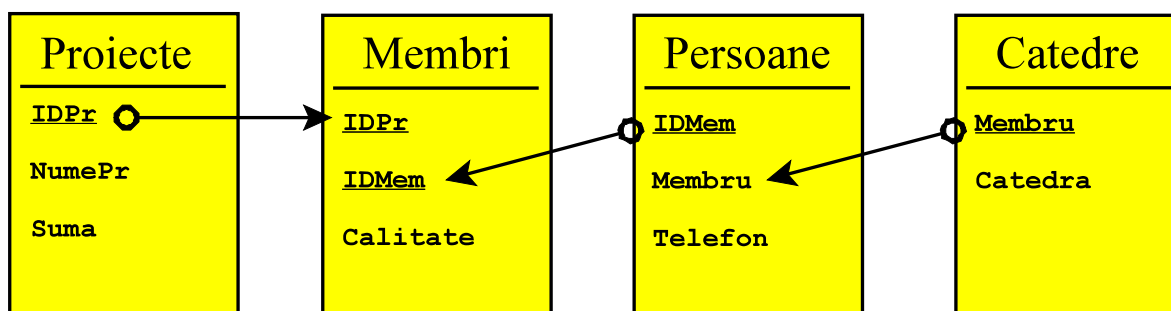 Proiecte
IDPr
NumePr
Suma
Membri
IDPr
IDMem
Calitate
Persoane
IDMem
Membru
Telefon
Catedre
Membru
Catedra